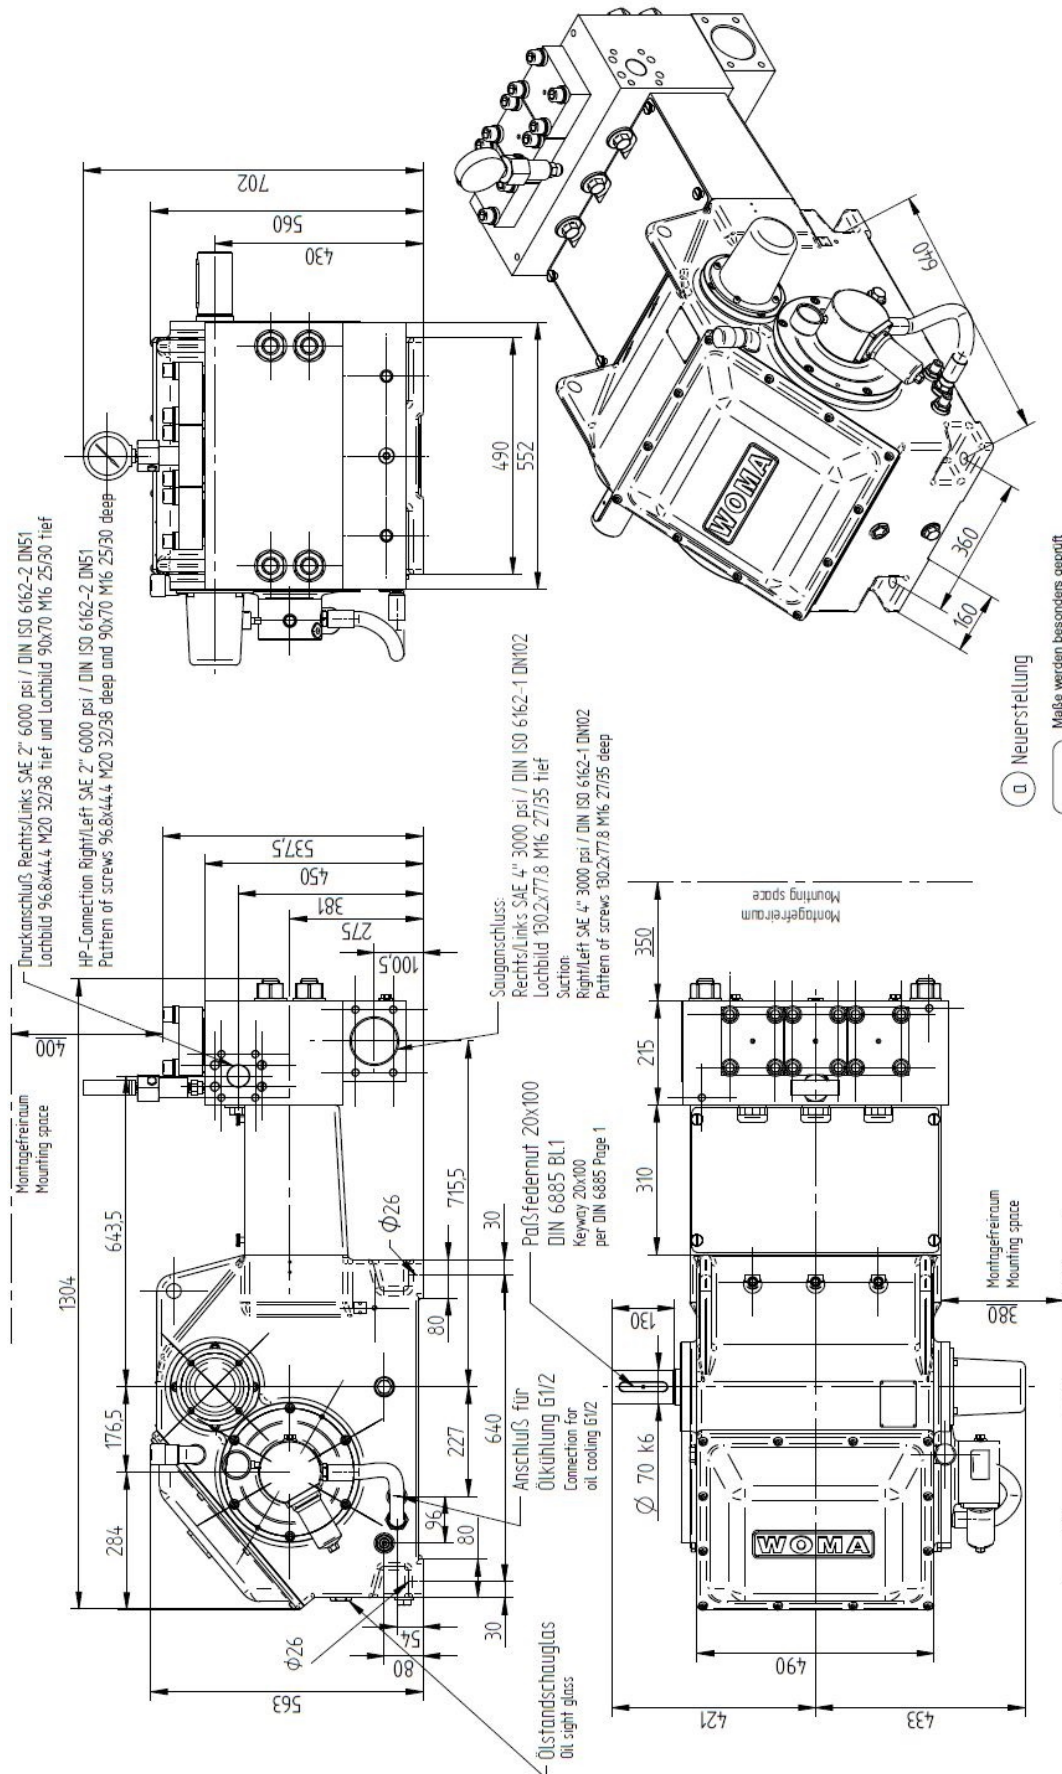 Druckanschluß Rechts/Links SAE 2" 6000 psi / DIN ISO 6162-2 DN51
Lochbild 96.8x44.4 M20 32/38 tief und Lochbild 90x70 M16 25/30 tief
HP-Connection Right/Left SAE 2" 6000 psi / DIN ISO 6162-2 DN51
Pattern of screws 96.8x44.4 M20 32/38 deep and 90x70 M16 25/30 deep
702
560
430
490
552
Montagefreiraum
Mounting space
400
1304
643,5
176,5
284
537,5
450
381
275
100,5
Sauganschluss:
Rechts/Links SAE 4" 3000 psi / DIN ISO 6162-1 DN102
Lochbild 130.2x77.8 M16 27/35 tief
Suction:
Right/Left SAE 4" 3000 psi / DIN ISO 6162-1 DN102
Pattern of screws 130.2x77.8 M16 27/35 deep
715,5
30
Φ26
80
640
227
96
80
30
54
80
563
Φ26
Anschluß für
Ölkühlung G1/2
Connection for
oil cooling G1/2
Ölstandschauglas
Oil sight glass
Paßfedernut 20x100
DIN 6885 Bl.1
Keyway 20x100
per DIN 6885 Page 1
350
Montagefreiraum
Mounting space
215
310
130
Ø 70 k6
Montagefreiraum
Mounting space
380
WOMA
490
421
433
WOMA
640
360
160
a Neuerstellung
Maße werden besonders geprüft